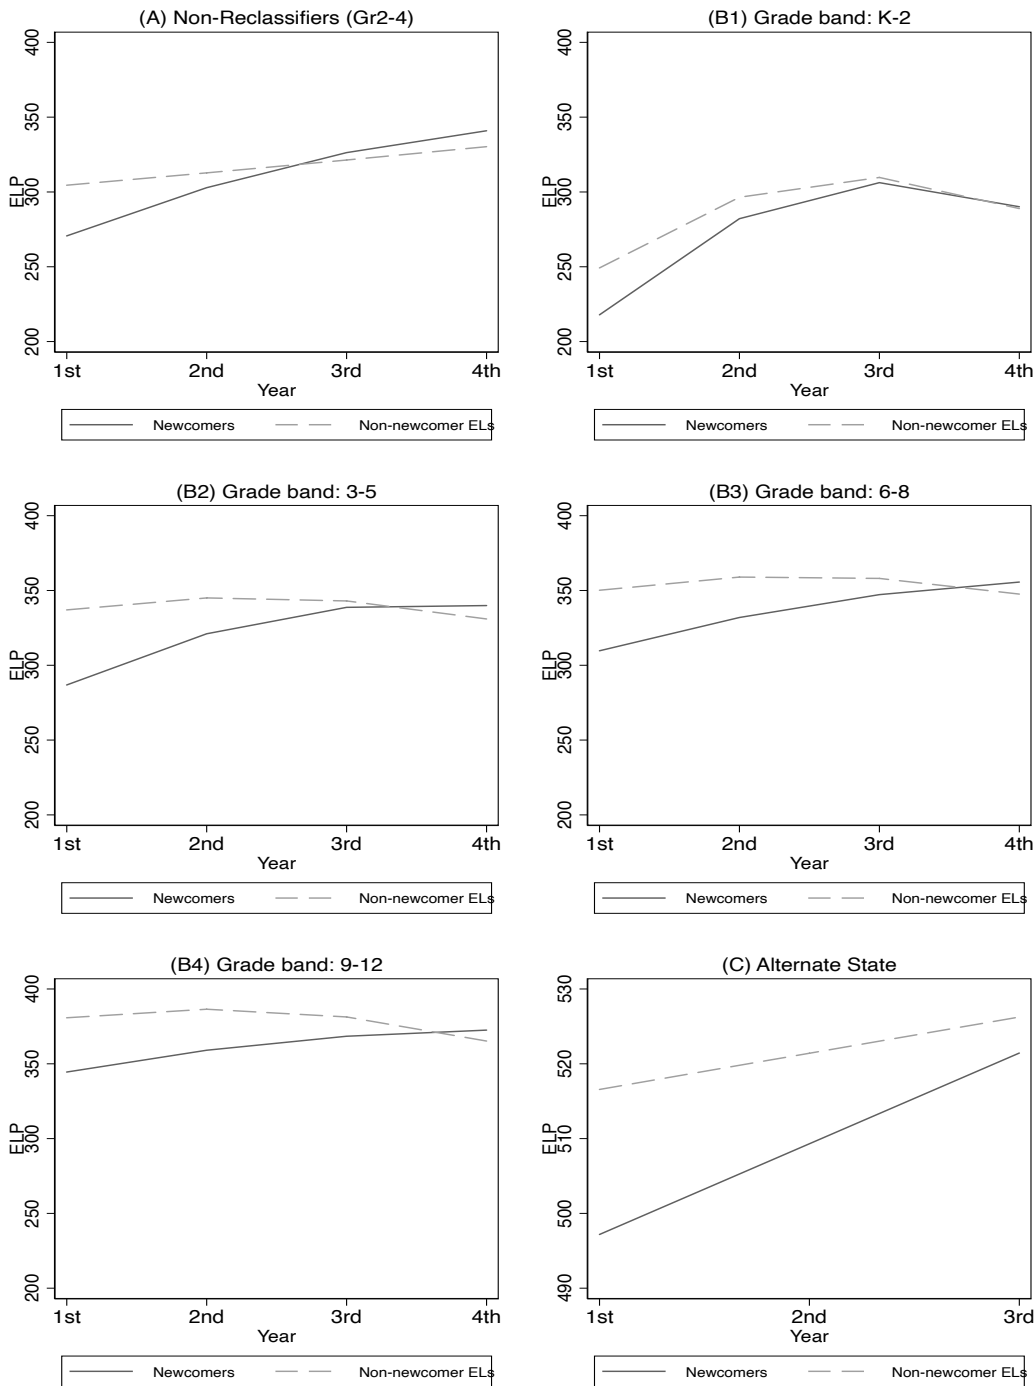 (A) Non-Reclassifiers (Gr2-4)
400
350
300
250
200
ELP
1st 2nd 3rd 4th
Year
Newcomers Non-newcomer ELs
(B1) Grade band: K-2
400
350
300
250
200
ELP
1st 2nd 3rd 4th
Year
Newcomers Non-newcomer ELs
(B2) Grade band: 3-5
400
350
300
250
200
ELP
1st 2nd 3rd 4th
Year
Newcomers Non-newcomer ELs
(B3) Grade band: 6-8
400
350
300
250
200
ELP
1st 2nd 3rd 4th
Year
Newcomers Non-newcomer ELs
(B4) Grade band: 9-12
400
350
300
250
200
ELP
1st 2nd 3rd 4th
Year
Newcomers Non-newcomer ELs
(C) Alternate State
530
520
510
500
490
ELP
1st 2nd 3rd
Year
Newcomers Non-newcomer ELs